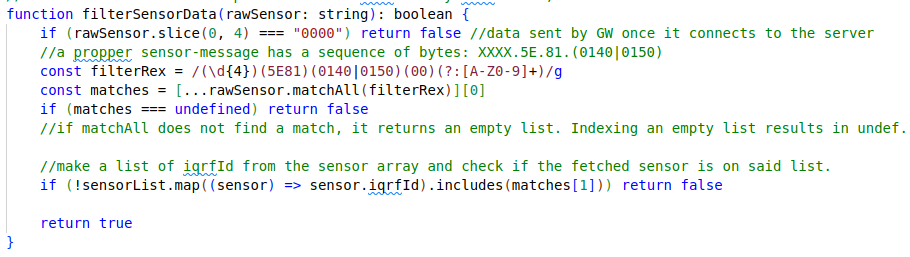 function filterSensorData(rawSensor: string): boolean {
    if (rawSensor.slice(0, 4) === "0000") return false //data sent by GW once it connects to the server
    //a propper sensor-message has a sequence of bytes: XXXX.5E.81.(0140|0150)
    const filterRex = /(\d{4})(5E81)(0140|0150)(00)(?:[A-Z0-9]+)/g
    const matches = [...rawSensor.matchAll(filterRex)][0]
    if (matches === undefined) return false
    //if matchAll does not find a match, it returns an empty list. Indexing an empty list results in undef.
    //make a list of iqrfId from the sensor array and check if the fetched sensor is on said list.
    if (!sensorList.map((sensor) => sensor.iqrfId).includes(matches[1])) return false
    return true
}